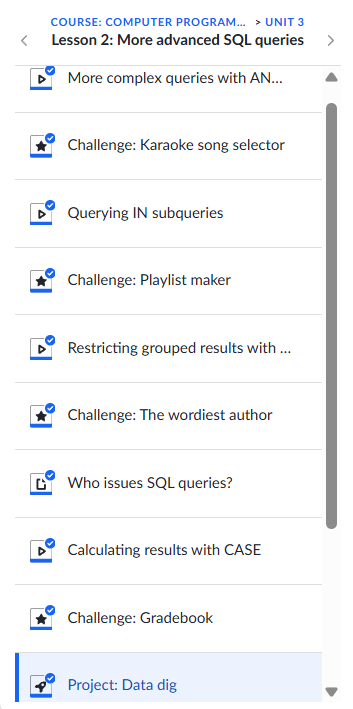 COURSE: COMPUTER PROGRAM... > UNIT 3
Lesson 2: More advanced SQL queries
More complex queries with AN...
Challenge: Karaoke song selector
Querying IN subqueries
Challenge: Playlist maker
Restricting grouped results with ...
Challenge: The wordiest author
Who issues SQL queries?
Calculating results with CASE
Challenge: Gradebook
Project: Data dig